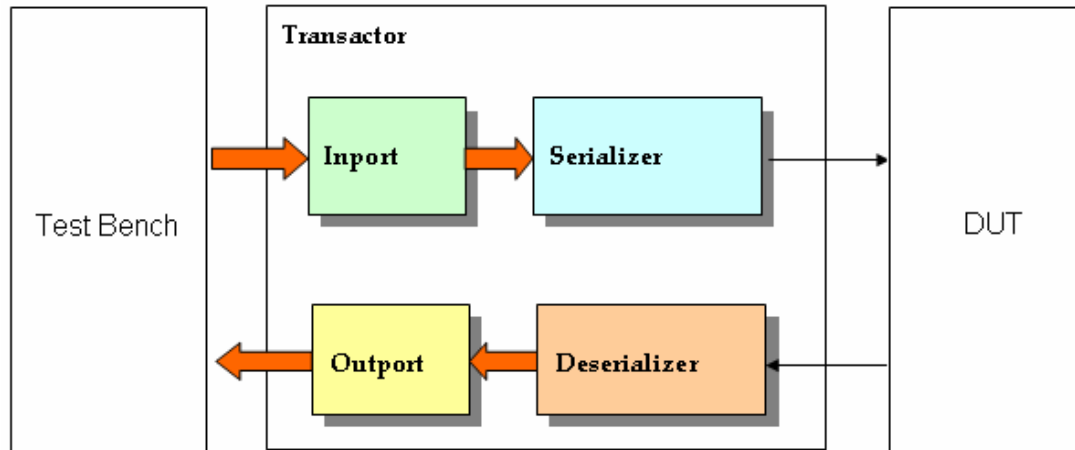 Transactor
Inport
Serializer
Test Bench
DUT
Outport
Deserializer